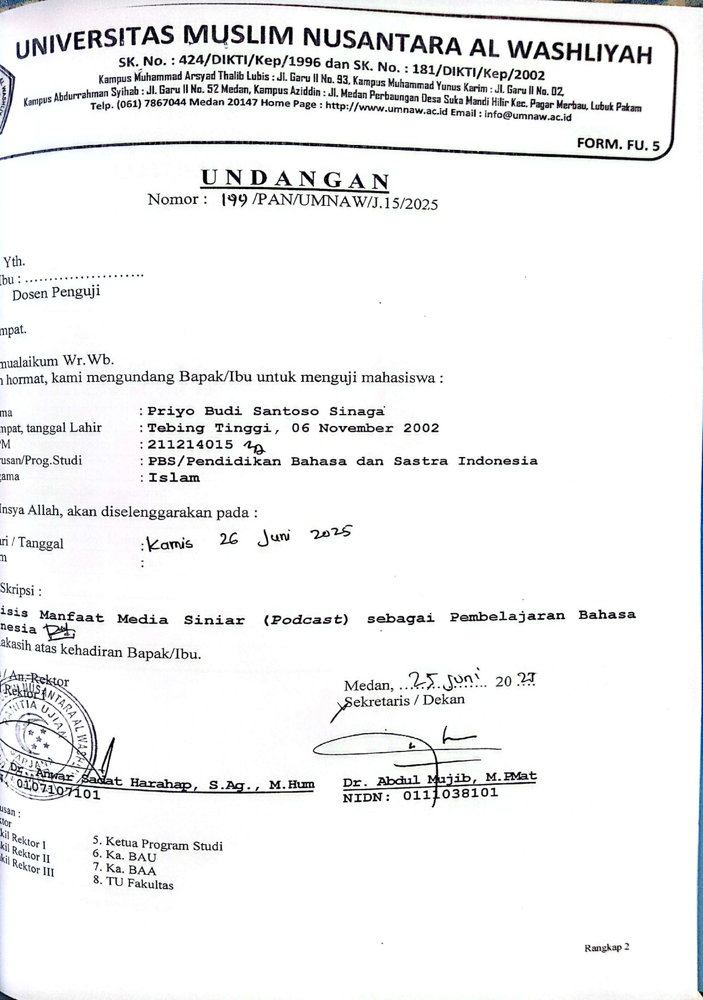 UNIVERSITAS MUSLIM NUSANTARA AL WASHLIYAH
SK. No. : 424/DIKTI/Kep/1996 dan SK. No. : 181/DIKTI/Kep/2002
Kampus Muhammad Arsyad Thalib Lubis : Jl. Garu II No. 93, Kampus Muhammad Yunus Karim : Jl. Garu II No. 02,
Kampus Abdurrahman Syihab : Jl. Garu II No. 52 Medan, Kampus Aziddin : Jl. Medan Perbaungan Desa Suka Mandi Hilir Kec. Pagar Merbau, Lubuk Pakam
Telp. (061) 7867044 Medan 20147 Home Page : http://www.umnaw.ac.id Email : info@umnaw.ac.id
FORM. FU. 5
UNDANGAN
Nomor : 199 /PAN/UMNAW/J.15/2025
Yth.
Ibu : ........................
Dosen Penguji
mpat.
mualaikum Wr.Wb.
hormat, kami mengundang Bapak/Ibu untuk menguji mahasiswa :
ma : Priyo Budi Santoso Sinaga
mpat, tanggal Lahir : Tebing Tinggi, 06 November 2002
PM : 211214015
usan/Prog.Studi : PBS/Pendidikan Bahasa dan Sastra Indonesia
gama : Islam
Insya Allah, akan diselenggarakan pada :
ari / Tanggal : Kamis 26 Juni 2025
m :
Skripsi :
isis Manfaat Media Siniar (Podcast) sebagai Pembelajaran Bahasa
nesia
akasih atas kehadiran Bapak/Ibu.
/ An. Rektor
Rektor I
Medan, 25 Juni 2025
Sekretaris / Dekan
PANITIA UJIAN
SARJANA
NUSANTARA AL WASH
Dr. Anwar Sadat Harahap, S.Ag., M.Hum
0107107101
Dr. Abdul Mujib, M.PMat
NIDN: 0111038101
usan :
ktor
kil Rektor I
kil Rektor II
kil Rektor III
5. Ketua Program Studi
6. Ka. BAU
7. Ka. BAA
8. TU Fakultas
Rangkap 2